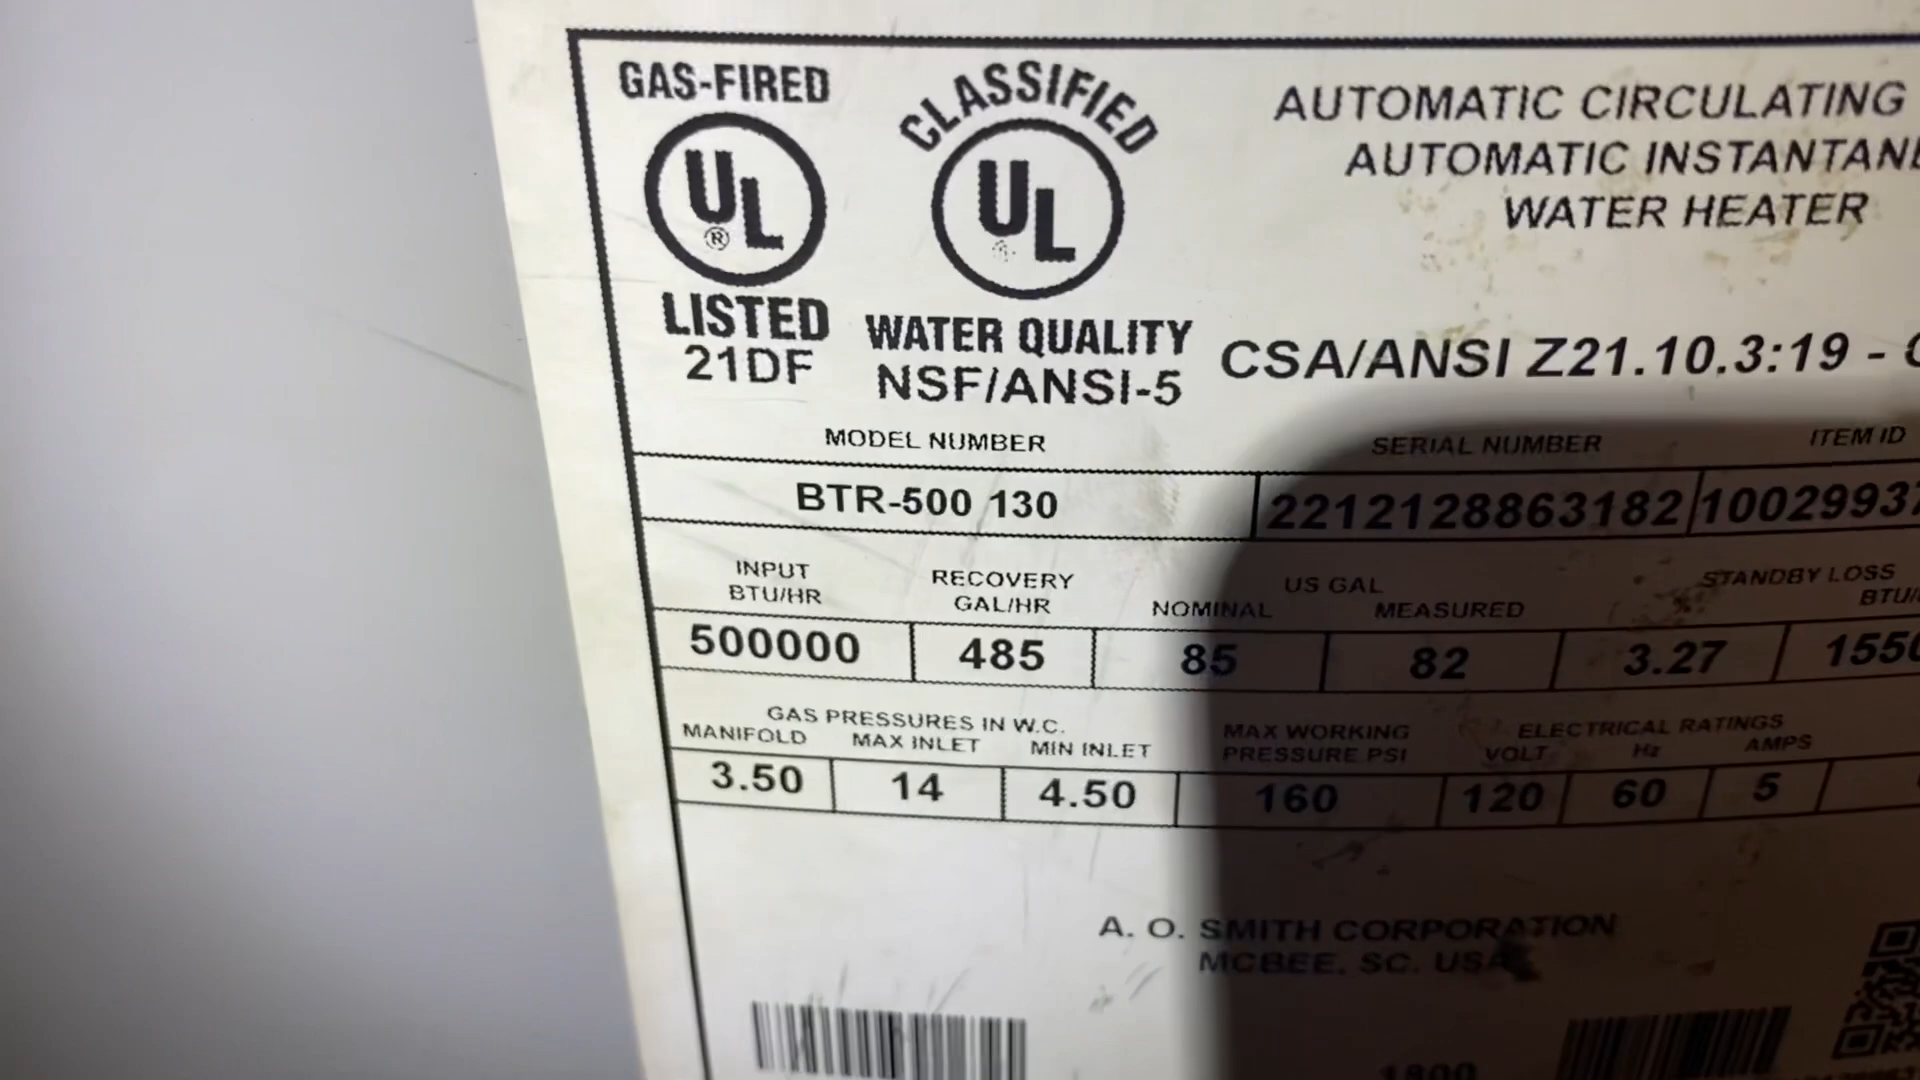 GAS-FIRED
UL
®
LISTED
21DF
CLASSIFIED
UL
WATER QUALITY
NSF/ANSI-5
AUTOMATIC CIRCULATING
AUTOMATIC
WATER HEATER
CSA/ANSI Z21.10.3:19 -
MODEL NUMBER SERIAL NUMBER ITEM ID
BTR-500 130 2212128863182
INPUT
BTU/HR
RECOVERY
GAL/HR
US GAL
NOMINAL MEASURED
STANDBY LOSS
500000 485 85 82 3.27
GAS PRESSURES IN W.C.
MANIFOLD MAX INLET MIN INLET
MAX WORKING
PRESSURE PSI
ELECTRICAL RATINGS
VOLT Hz AMPS
3.50 14 4.50 160 120 60 5
A. O. SMITH CORPORATION
MCBEE, SC. USA